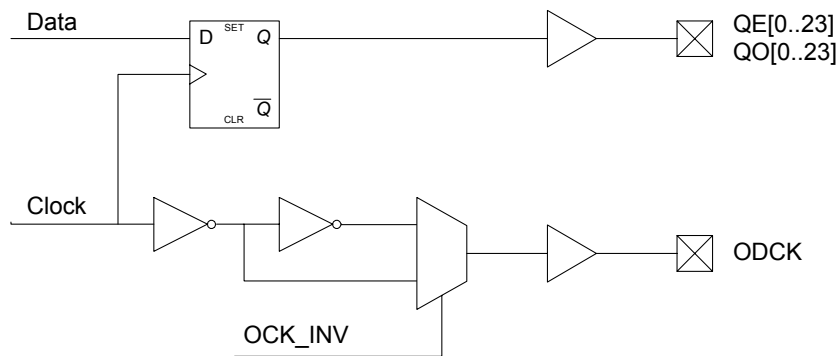 Data
D
SET
Q
Q̅
CLR
QE[0..23]
QO[0..23]
Clock
ODCK
OCK_INV